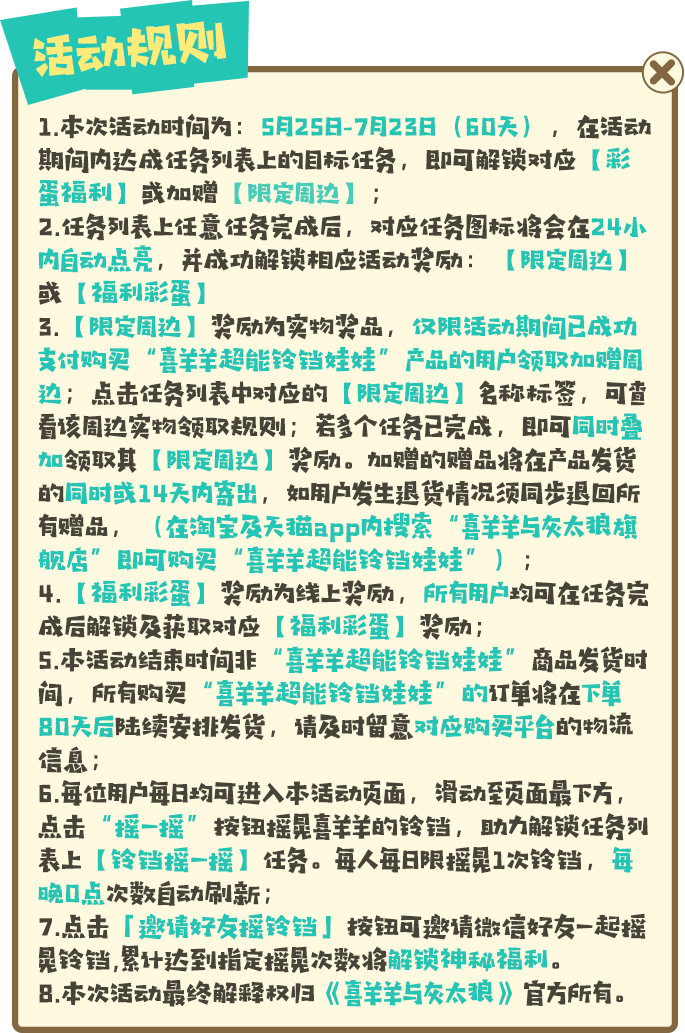 活动规则
1.本次活动时间为：5月25日-7月23日（60天），在活动
期间内达成任务列表上的目标任务，即可解锁对应【彩
蛋福利】或加赠【限定周边】；
2.任务列表上任意任务完成后，对应任务图标将会在24小
内自动点亮，并成功解锁相应活动奖励：【限定周边】
或【福利彩蛋】
3.【限定周边】奖励为实物奖品，仅限活动期间已成功
支付购买“喜羊羊超能铃铛娃娃”产品的用户领取加赠周
边；点击任务列表中对应的【限定周边】名称标签，可查
看该周边实物领取规则；若多个任务已完成，即可同时叠
加领取其【限定周边】奖励。加赠的赠品将在产品发货
的同时或14天内寄出，如用户发生退货情况须同步退回所
有赠品，（在淘宝及天猫app内搜索“喜羊羊与灰太狼旗
舰店”即可购买“喜羊羊超能铃铛娃娃”）；
4.【福利彩蛋】奖励为线上奖励，所有用户均可在任务完
成后解锁及获取对应【福利彩蛋】奖励；
5.本活动结束时间非“喜羊羊超能铃铛娃娃”商品发货时
间，所有购买“喜羊羊超能铃铛娃娃”的订单将在下单
80天后陆续安排发货，请及时留意对应购买平台的物流
信息；
6.每位用户每日均可进入本活动页面，滑动至页面最下方，
点击“摇一摇”按钮摇晃喜羊羊的铃铛，助力解锁任务列
表上【铃铛摇一摇】任务。每人每日限摇晃1次铃铛，每
晚0点次数自动刷新；
7.点击「邀请好友摇铃铛」按钮可邀请微信好友一起摇
晃铃铛,累计达到指定摇晃次数将解锁神秘福利。
8.本次活动最终解释权归《喜羊羊与灰太狼》官方所有。